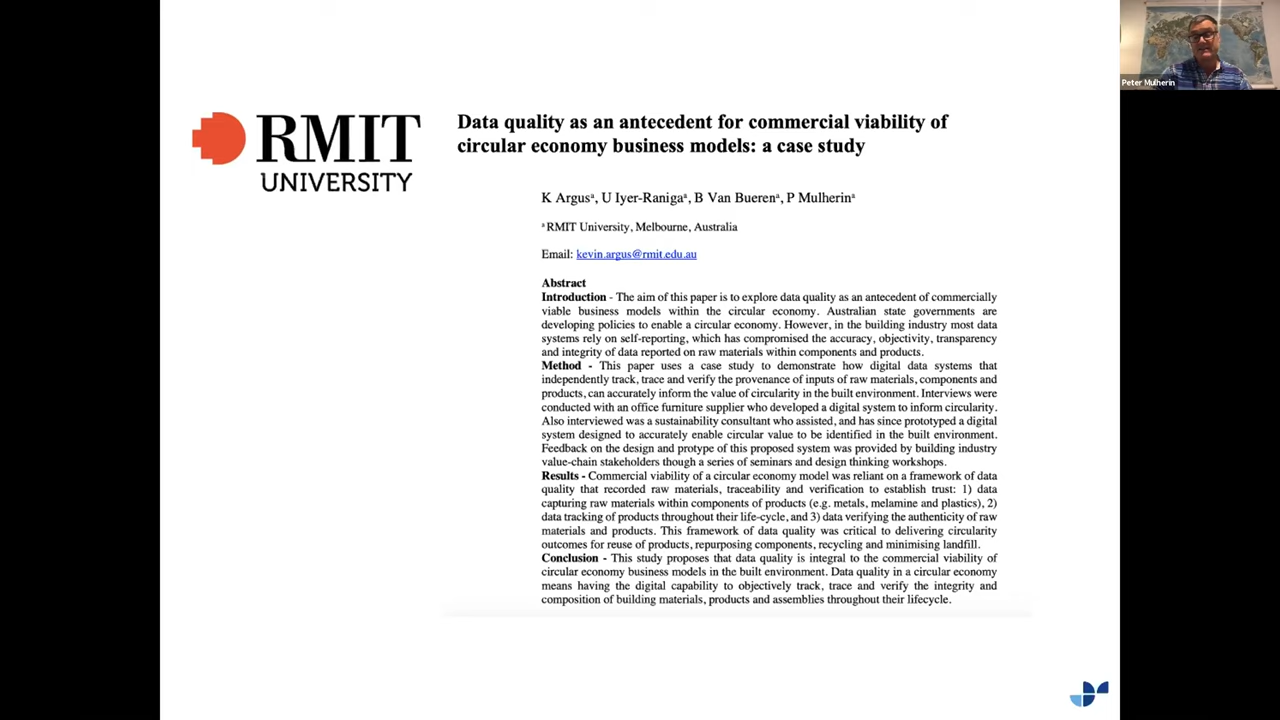 Peter Mulherin
RMIT
UNIVERSITY
Data quality as an antecedent for commercial viability of
circular economy business models: a case study
K Argusᵃ, U Iyer-Ranigaᵃ, B Van Buerenᵃ, P Mulherinᵃ
ᵃ RMIT University, Melbourne, Australia
Email: kevin.argus@rmit.edu.au
Abstract
Introduction - The aim of this paper is to explore data quality as an antecedent of commercially
viable business models within the circular economy. Australian state governments are
developing policies to enable a circular economy. However, in the building industry most data
systems rely on self-reporting, which has compromised the accuracy, objectivity, transparency
and integrity of data reported on raw materials within components and products.
Method - This paper uses a case study to demonstrate how digital data systems that
independently track, trace and verify the provenance of inputs of raw materials, components and
products, can accurately inform the value of circularity in the built environment. Interviews were
conducted with an office furniture supplier who developed a digital system to inform circularity.
Also interviewed was a sustainability consultant who assisted, and has since prototyped a digital
system designed to accurately enable circular value to be identified in the built environment.
Feedback on the design and protype of this proposed system was provided by building industry
value-chain stakeholders though a series of seminars and design thinking workshops.
Results - Commercial viability of a circular economy model was reliant on a framework of data
quality that recorded raw materials, traceability and verification to establish trust: 1) data
capturing raw materials within components of products (e.g. metals, melamine and plastics), 2)
data tracking of products throughout their life-cycle, and 3) data verifying the authenticity of raw
materials and products. This framework of data quality was critical to delivering circularity
outcomes for reuse of products, repurposing components, recycling and minimising landfill.
Conclusion - This study proposes that data quality is integral to the commercial viability of
circular economy business models in the built environment. Data quality in a circular economy
means having the digital capability to objectively track, trace and verify the integrity and
composition of building materials, products and assemblies throughout their lifecycle.